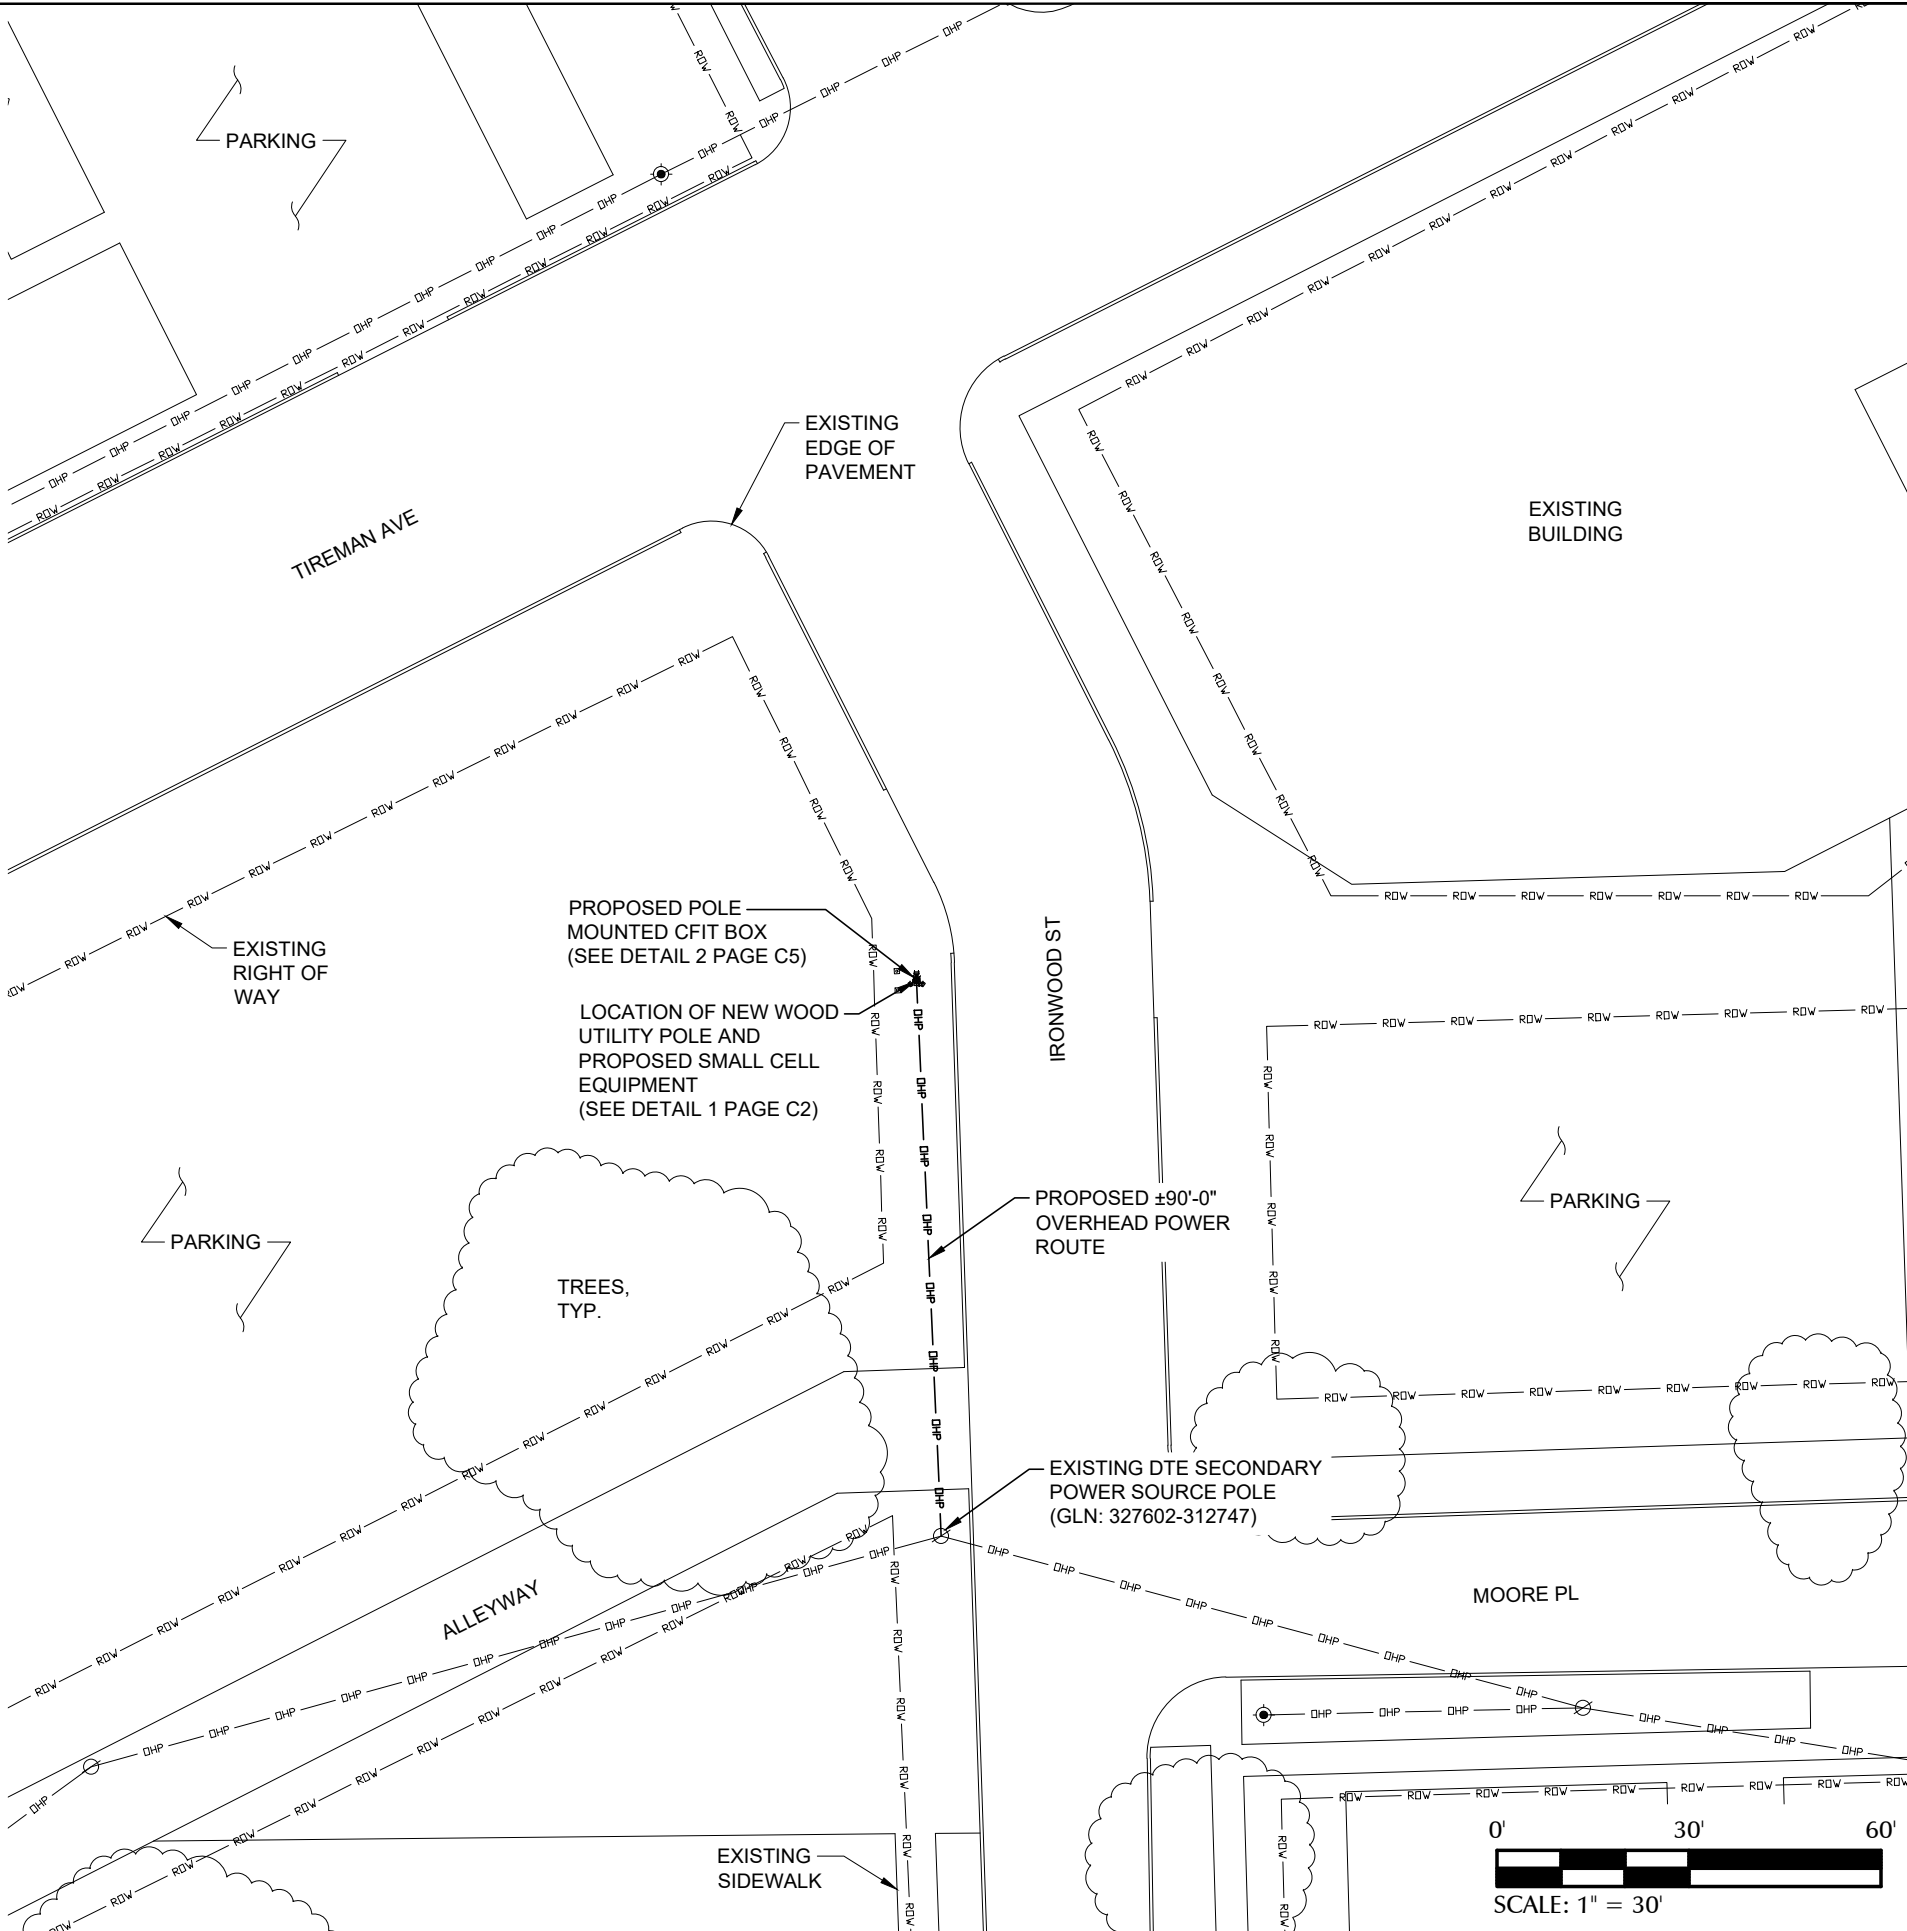 PARKING
EXISTING
EDGE OF
PAVEMENT
TIREMAN AVE
EXISTING
BUILDING
PROPOSED POLE
MOUNTED CFIT BOX
(SEE DETAIL 2 PAGE C5)
EXISTING
RIGHT OF
WAY
LOCATION OF NEW WOOD
UTILITY POLE AND
PROPOSED SMALL CELL
EQUIPMENT
(SEE DETAIL 1 PAGE C2)
IRONWOOD ST
PROPOSED ±90'-0"
OVERHEAD POWER
ROUTE
PARKING
PARKING
TREES,
TYP.
EXISTING DTE SECONDARY
POWER SOURCE POLE
(GLN: 327602-312747)
ALLEYWAY
MOORE PL
EXISTING
SIDEWALK
0' 30' 60'
SCALE: 1" = 30'
ROW
OHP